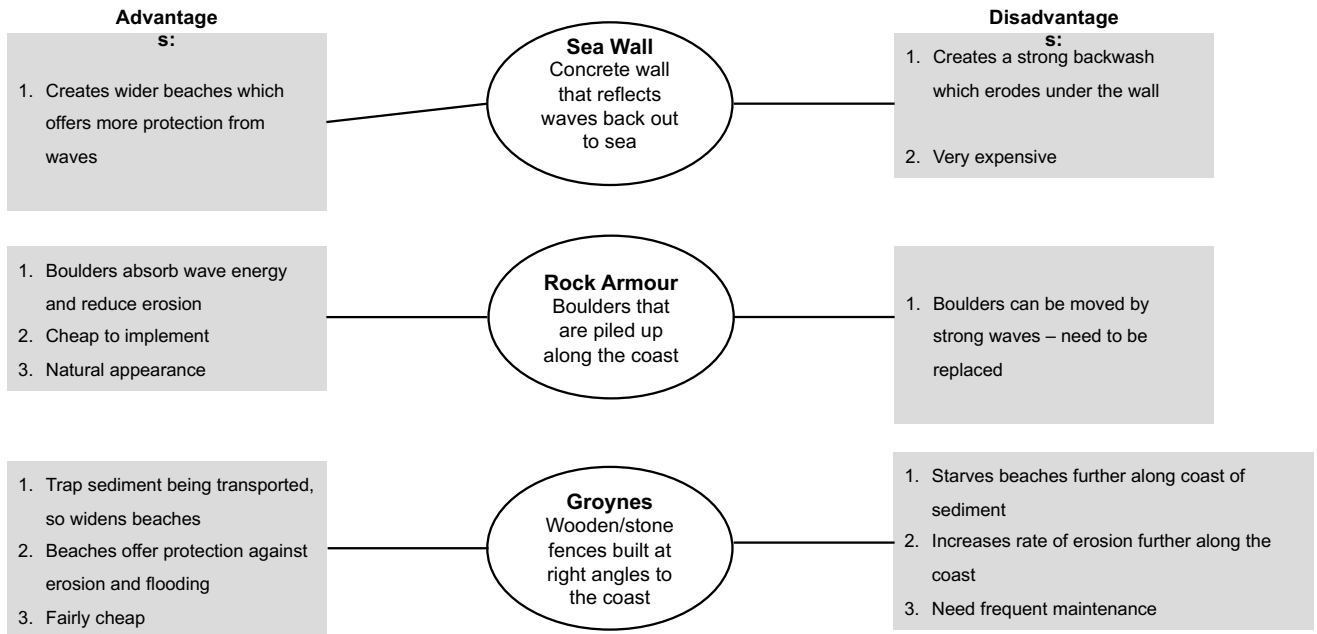 Advantage
s:
1. Creates wider beaches which
offers more protection from
waves
Sea Wall
Concrete wall
that reflects
waves back out
to sea
Disadvantage
s:
1. Creates a strong backwash
which erodes under the wall
2. Very expensive
1. Boulders absorb wave energy
and reduce erosion
2. Cheap to implement
3. Natural appearance
Rock Armour
Boulders that
are piled up
along the coast
1. Boulders can be moved by
strong waves – need to be
replaced
1. Trap sediment being transported,
so widens beaches
2. Beaches offer protection against
erosion and flooding
3. Fairly cheap
Groynes
Wooden/stone
fences built at
right angles to
the coast
1. Starves beaches further along coast of
sediment
2. Increases rate of erosion further along the
coast
3. Need frequent maintenance